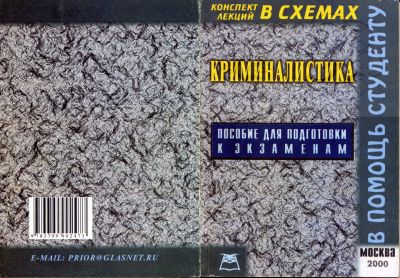 КОНСПЕКТ
ЛЕКЦИЙ
В СХЕМАХ
КРИМИНАЛИСТИКА
ПОСОБИЕ ДЛЯ ПОДГОТОВКИ
К ЭКЗАМЕНАМ
В ПОМОЩЬ СТУДЕНТУ
МОСКВА
2000
E-MAIL: PRIOR@GLASNET.RU